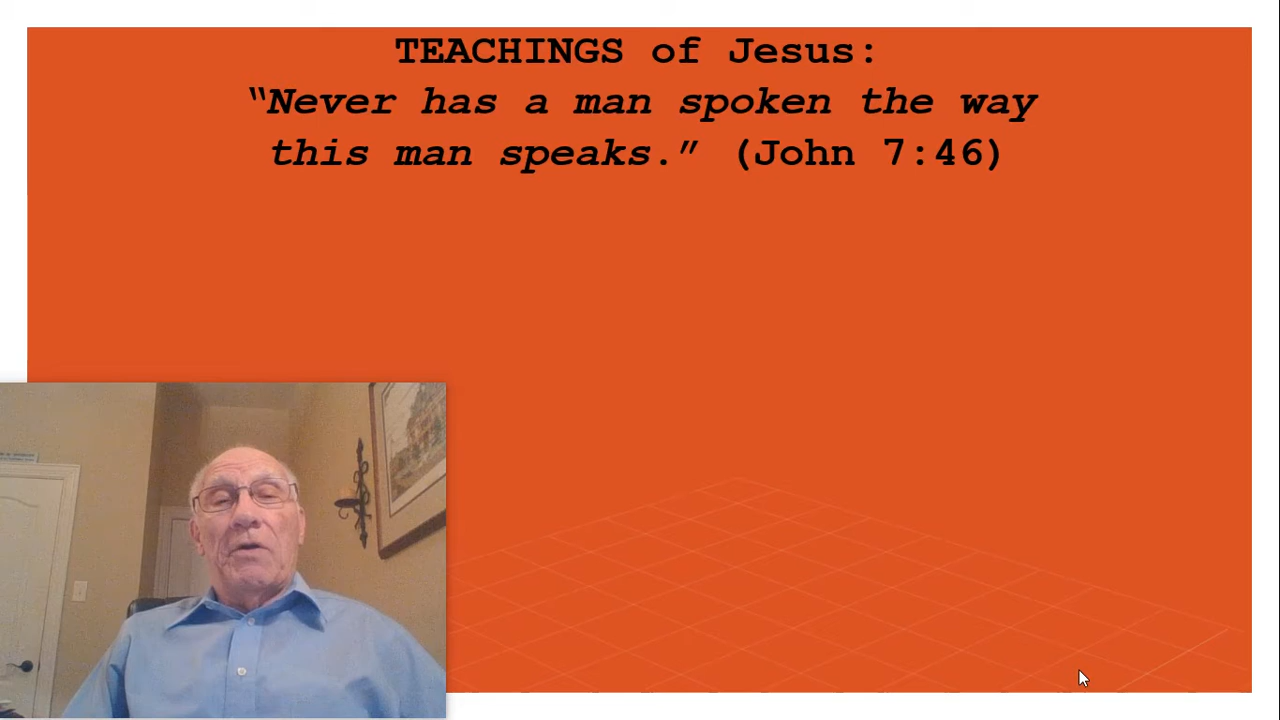 TEACHINGS of Jesus:
“Never has a man spoken the way
this man speaks.” (John 7:46)